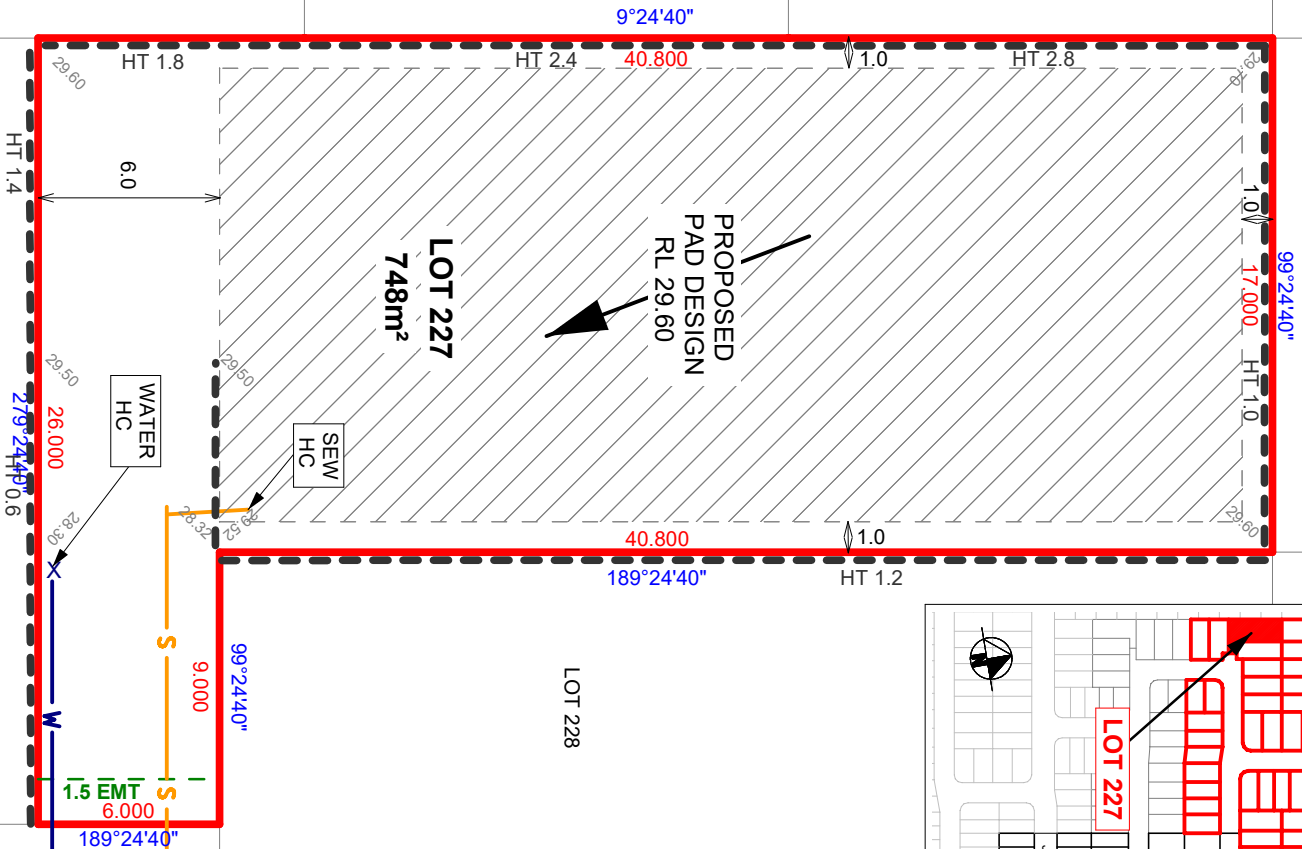 9°24'40"
HT 1.8
HT 2.4
40.800
1.0
HT 2.8
29.60
29.70
HT 1.4
6.0
1.0
99°24'40"
17.000
PROPOSED
PAD DESIGN
RL 29.60
LOT 227
748m²
HT 1.0
29.50
29.50
26.000
279°24'40"
HT 0.6
WATER
HC
SEW
HC
28.30
28.32
29.52
29.60
40.800
1.0
189°24'40"
HT 1.2
X
S
99°24'40"
9.000
W
LOT 228
1.5 EMT
S
6.000
189°24'40"
N
LOT 227